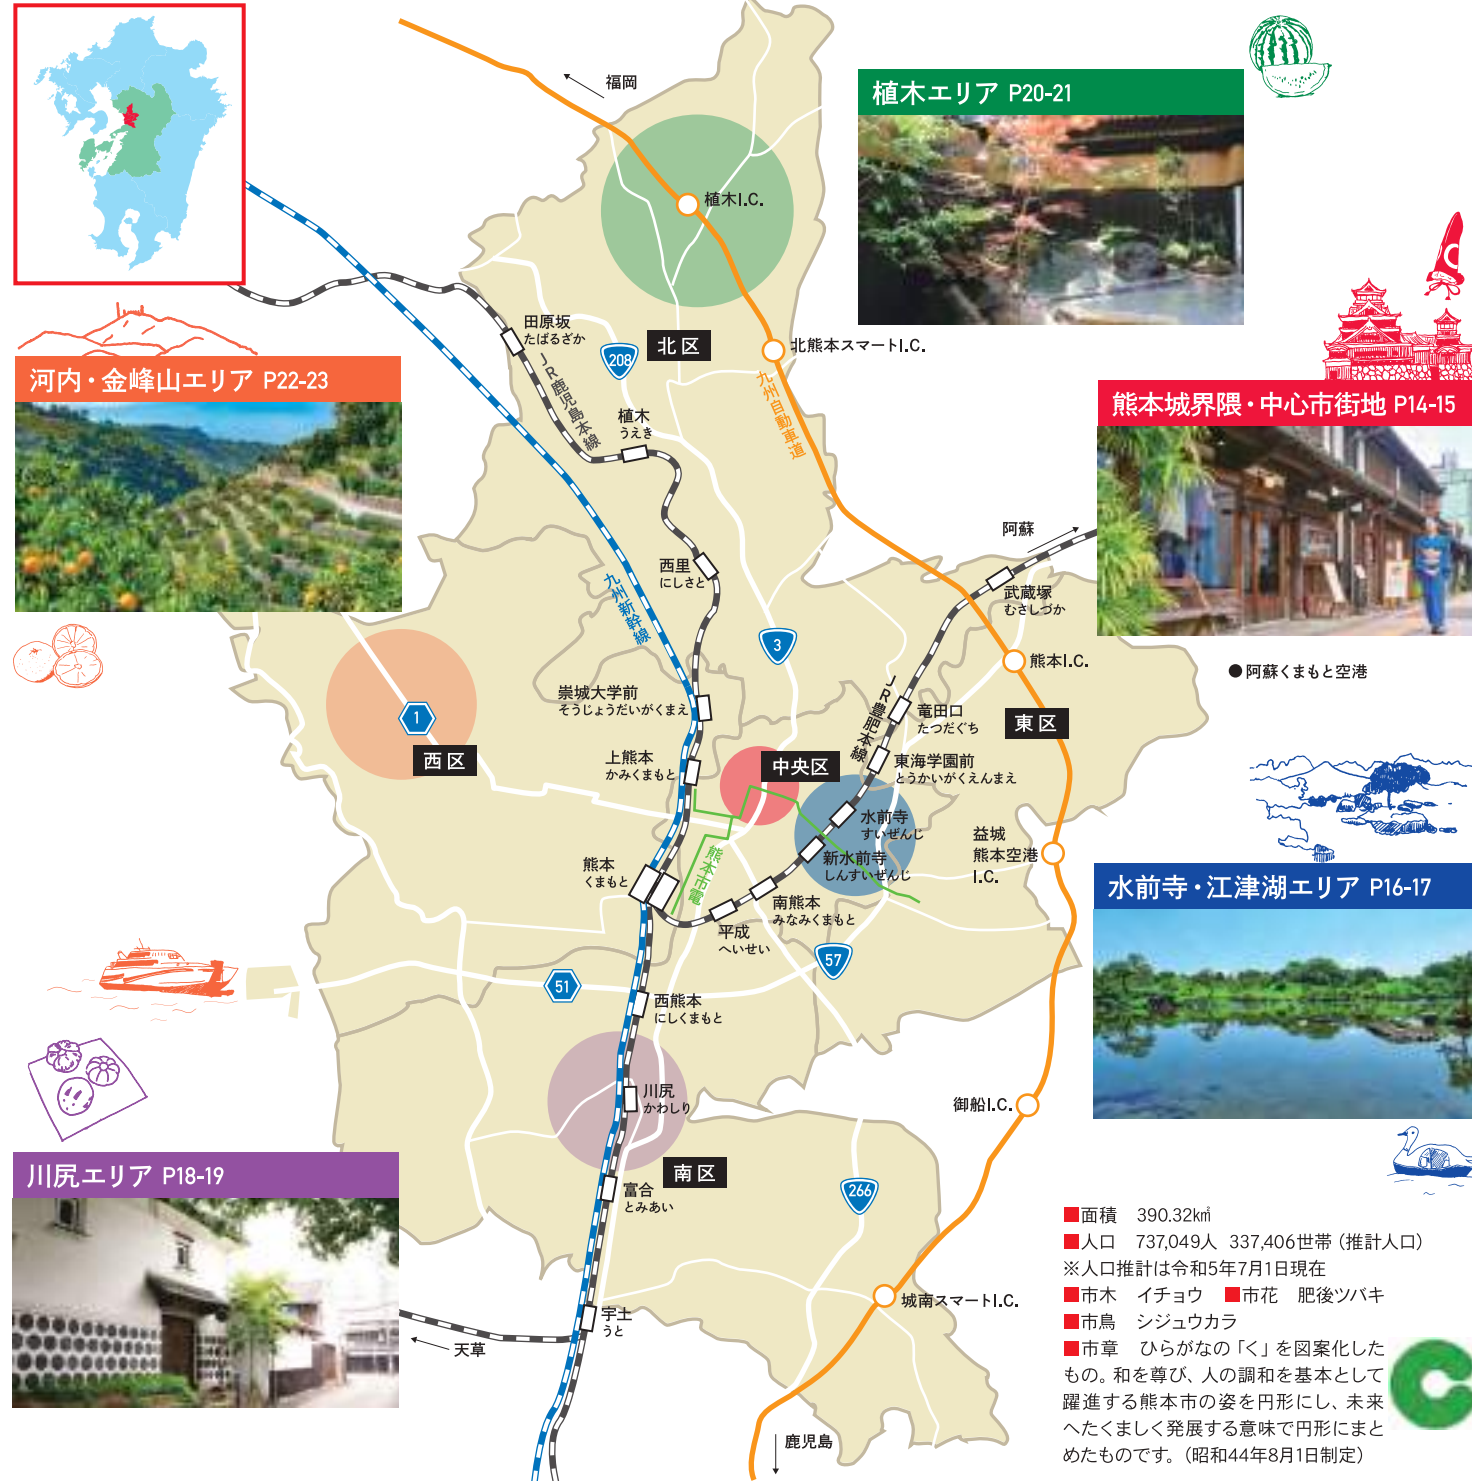 福岡
植木エリア P20-21
植木I.C.
田原坂
たばるざか
208
北区
北熊本スマートI.C.
河内・金峰山エリア P22-23
JR鹿児島本線
九州自動車道
熊本城界隈・中心市街地 P14-15
植木
うえき
阿蘇
西里
にしさと
九州新幹線
武蔵塚
むさしづか
3
熊本I.C.
●阿蘇くまもと空港
崇城大学前
そうじょうだいがくまえ
JR豊肥本線
竜田口
たつだぐち
東区
1
西区
上熊本
かみくまもと
中央区
東海学園前
とうかいがくえんまえ
水前寺
すいぜんじ
益城
熊本空港
I.C.
熊本
くまもと
熊本市電
新水前寺
しんすいぜんじ
水前寺・江津湖エリア P16-17
南熊本
みなみくまもと
平成
へいせい
57
51
西熊本
にしくまもと
川尻
かわしり
御船I.C.
川尻エリア P18-19
南区
富合
とみあい
266
城南スマートI.C.
宇土
うと
天草
鹿児島
■面積 390.32k㎡
■人口 737,049人 337,406世帯（推計人口）
※人口推計は令和5年7月1日現在
■市木 イチョウ ■市花 肥後ツバキ
■市鳥 シジュウカラ
■市章 ひらがなの「く」を図案化した
もの。和を尊び、人の調和を基本として
躍進する熊本市の姿を円形にし、未来
へたくましく発展する意味で円形にまと
めたものです。（昭和44年8月1日制定）